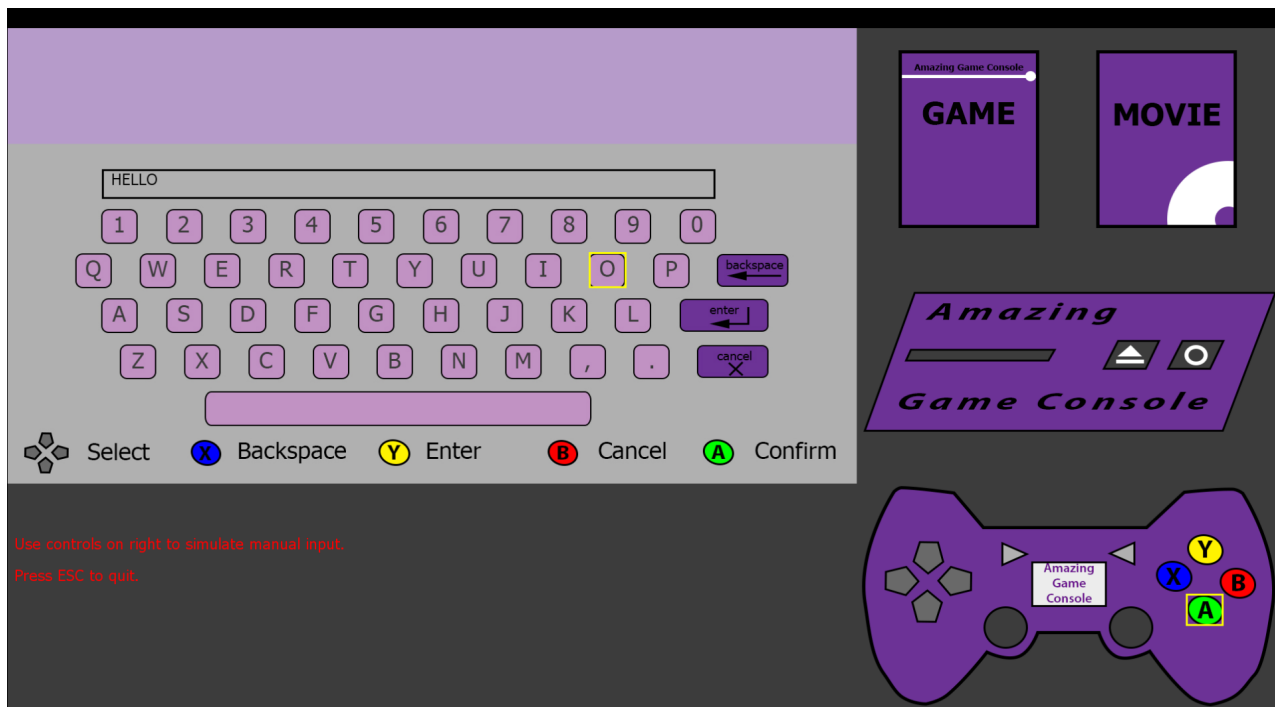 HELLO
1 2 3 4 5 6 7 8 9 0
Q W E R T Y U I O P backspace
A S D F G H J K L enter
Z X C V B N M , . cancel
Select X Backspace Y Enter B Cancel A Confirm
Use controls on right to simulate manual input.
Press ESC to quit.
Amazing Game Console
GAME
MOVIE
Amazing
Game Console
Y
X
B
A
Amazing
Game
Console